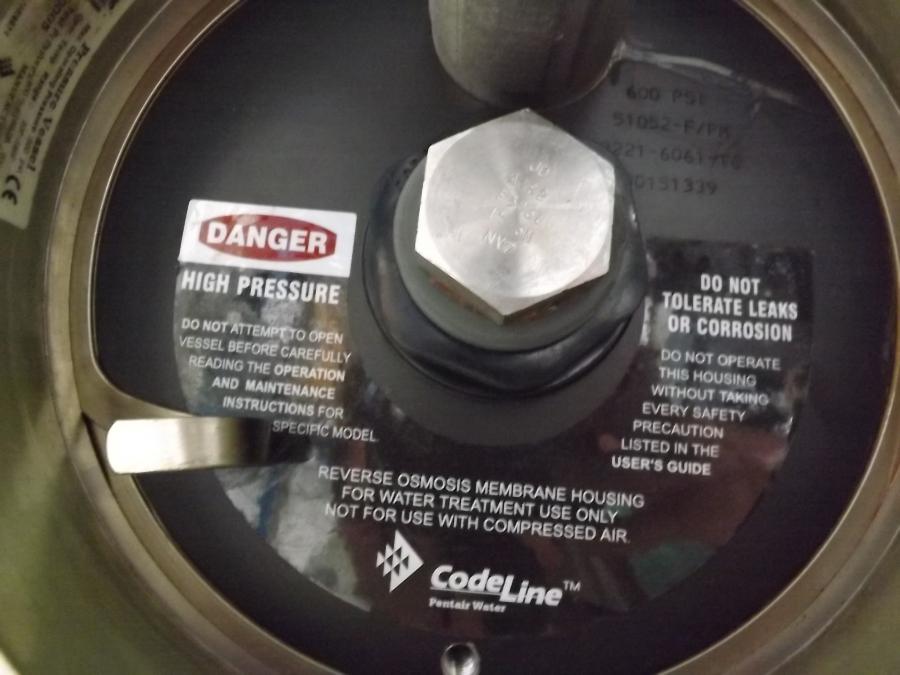 Pressure Vessel
CE
600 PSI
DANGER
HIGH PRESSURE
DO NOT ATTEMPT TO OPEN
VESSEL BEFORE CAREFULLY
READING THE OPERATION
AND MAINTENANCE
INSTRUCTIONS FOR
SPECIFIC MODEL
DO NOT
TOLERATE LEAKS
OR CORROSION
DO NOT OPERATE
THIS HOUSING
WITHOUT TAKING
EVERY SAFETY
PRECAUTION
LISTED IN THE
USER'S GUIDE
REVERSE OSMOSIS MEMBRANE HOUSING
FOR WATER TREATMENT USE ONLY
NOT FOR USE WITH COMPRESSED AIR.
CodeLine™
Pentair Water